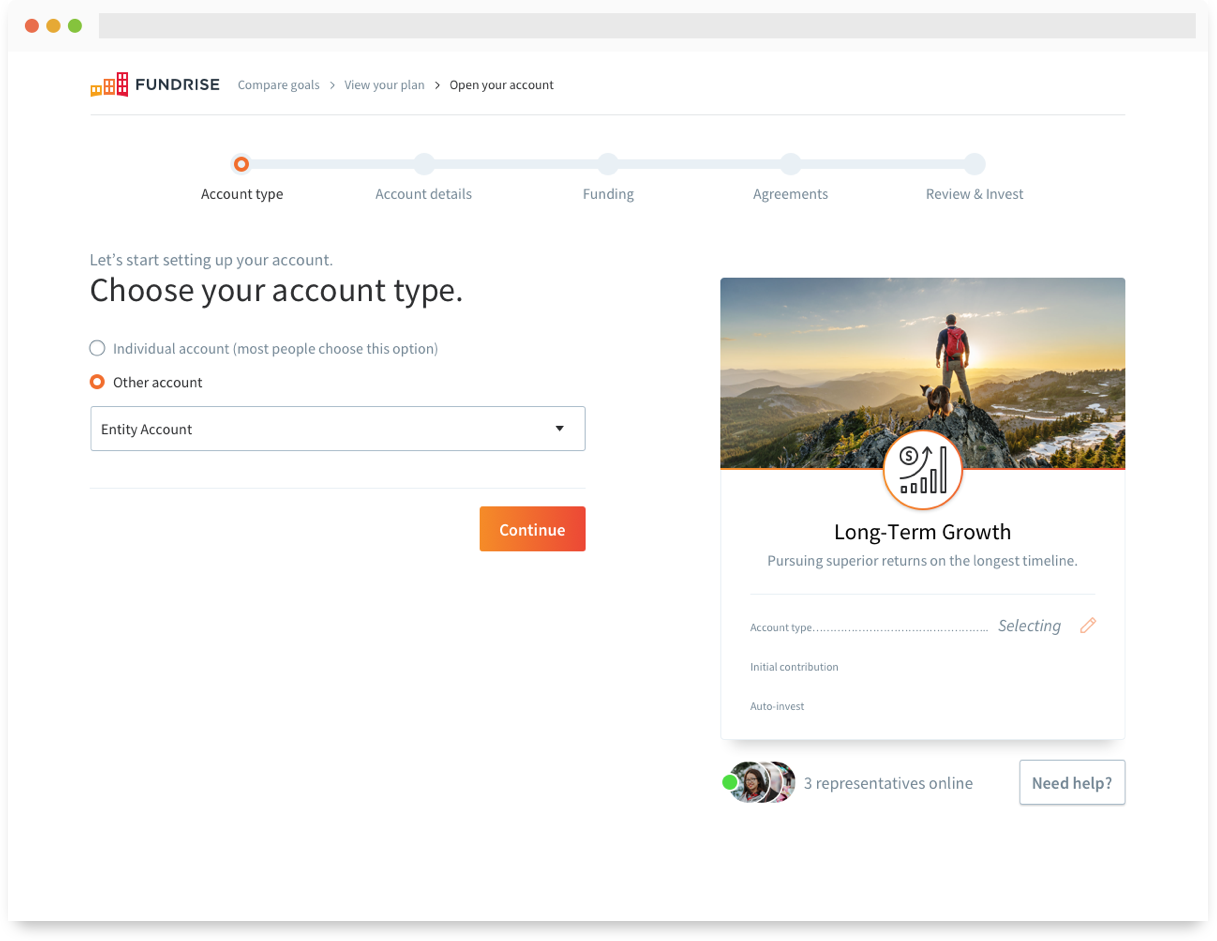 FUNDRISE Compare goals > View your plan > Open your account
Account type Account details Funding Agreements Review & Invest
Let's start setting up your account.
Choose your account type.
Individual account (most people choose this option)
Other account
Entity Account
Continue
$
Long-Term Growth
Pursuing superior returns on the longest timeline.
Account type................................................ Selecting
Initial contribution
Auto-invest
3 representatives online
Need help?